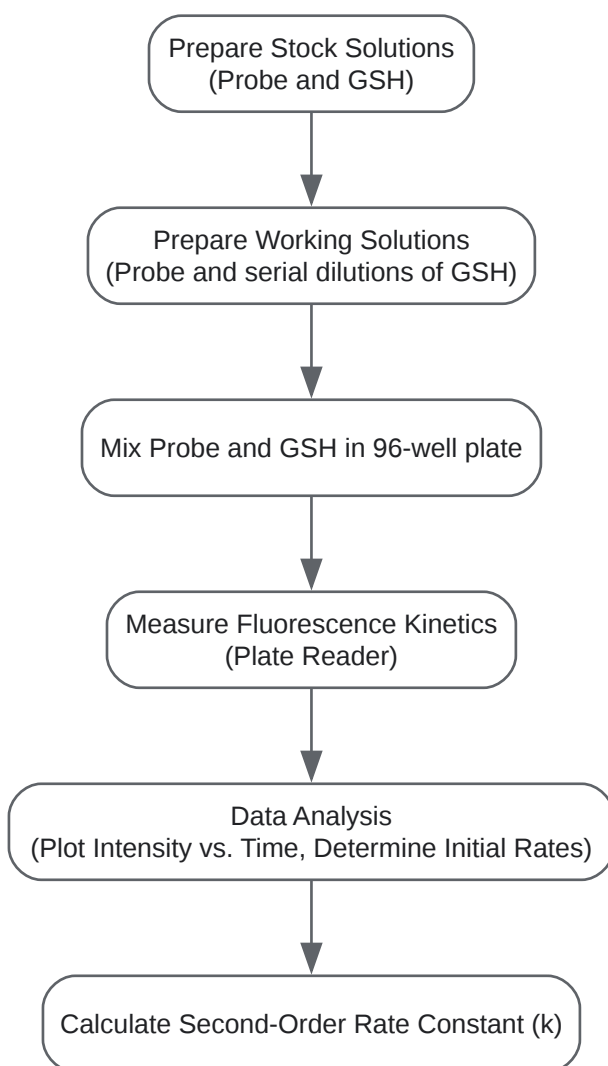 Prepare Stock Solutions
(Probe and GSH)
Prepare Working Solutions
(Probe and serial dilutions of GSH)
Mix Probe and GSH in 96-well plate
Measure Fluorescence Kinetics
(Plate Reader)
Data Analysis
(Plot Intensity vs. Time, Determine Initial Rates)
Calculate Second-Order Rate Constant (k)